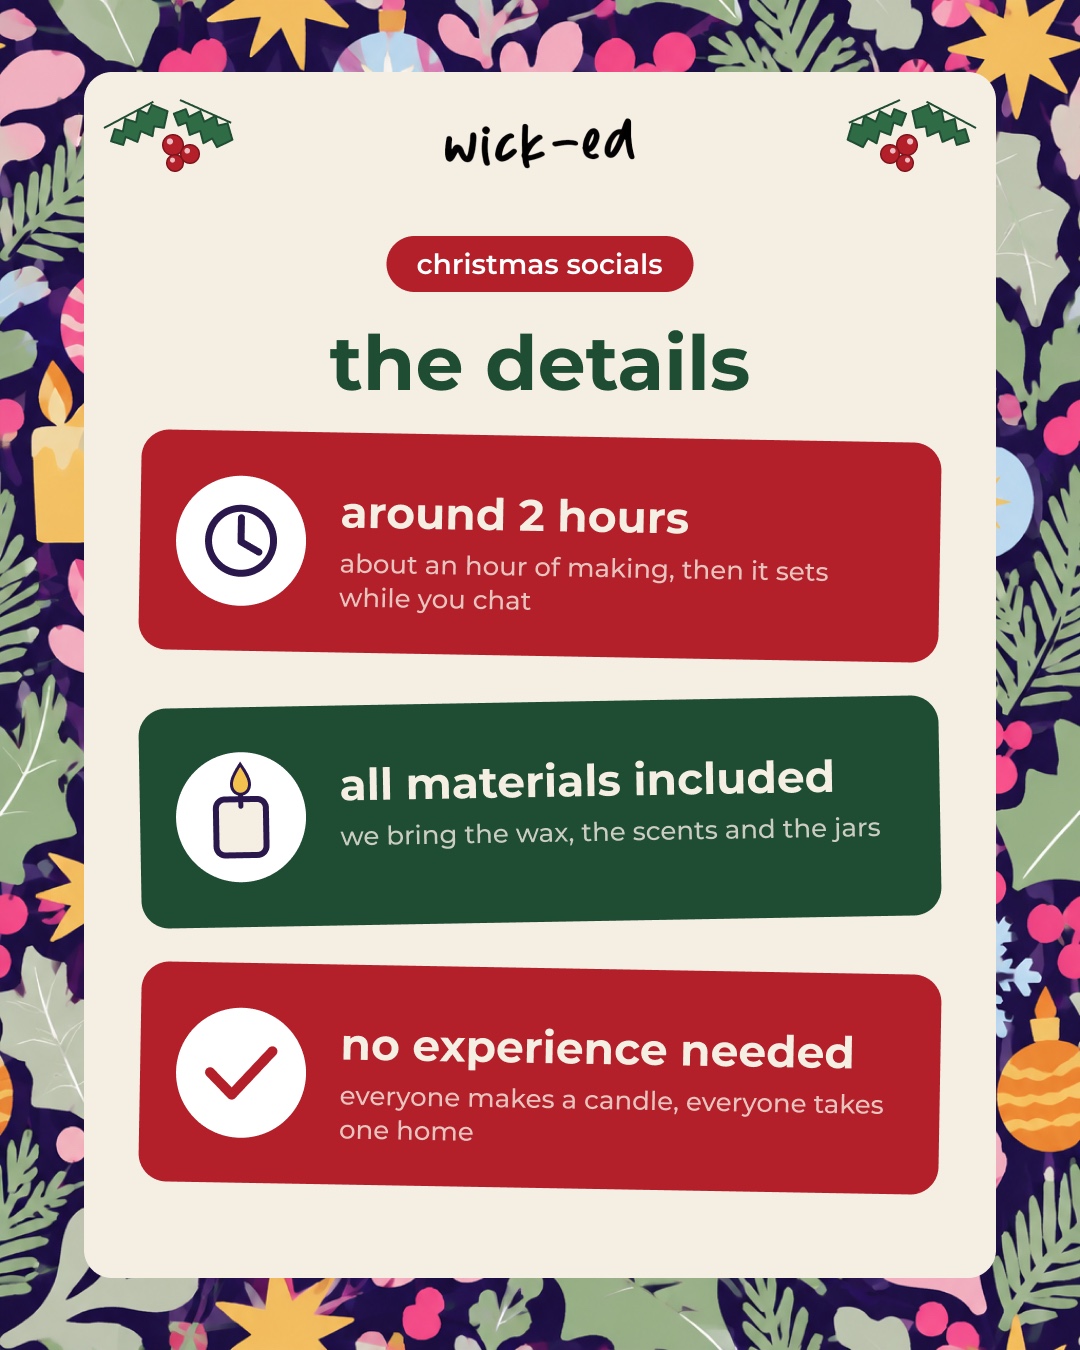 wick-ed
christmas socials
the details
around 2 hours
about an hour of making, then it sets
while you chat
all materials included
we bring the wax, the scents and the jars
no experience needed
everyone makes a candle, everyone takes
one home